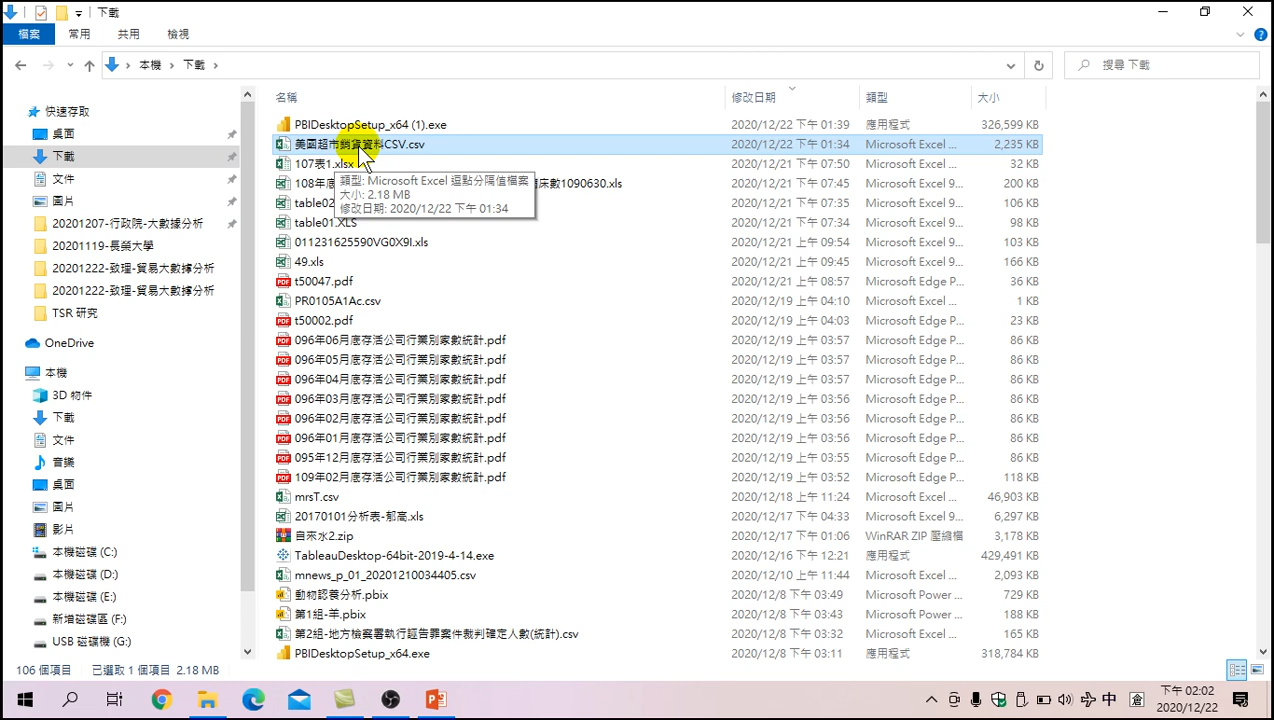 下載
檔案 常用 共用 檢視
本機 下載 搜尋 下載
名稱 修改日期 類型 大小
快速存取
桌面
下載
文件
圖片
20201207-行政院-大數據分析
20201119-長榮大學
20201222-致理-貿易大數據分析
20201222-致理-貿易大數據分析
TSR 研究
OneDrive
本機
3D 物件
下載
文件
音樂
桌面
圖片
影片
本機磁碟 (C:)
本機磁碟 (D:)
本機磁碟 (E:)
新增磁碟區 (F:)
USB 磁碟機 (G:)
PBIDesktopSetup_x64 (1).exe 2020/12/22 下午 01:39 應用程式 326,599 KB
美國超市銷貨資料CSV.csv 2020/12/22 下午 01:34 Microsoft Excel ... 2,235 KB
107表1.xlsx 2020/12/21 下午 07:50 Microsoft Excel ... 32 KB
108年底 床數1090630.xls 2020/12/21 下午 07:45 Microsoft Excel 9... 200 KB
table02 2020/12/21 下午 07:35 Microsoft Excel 9... 106 KB
table01.XLS 2020/12/21 下午 07:35 Microsoft Excel 9... 98 KB
類型: Microsoft Excel 逗點分隔值檔案
大小: 2.18 MB
修改日期: 2020/12/22 下午 01:34
011231625590VG0X9I.xls 2020/12/21 上午 09:54 Microsoft Excel 9... 103 KB
49.xls 2020/12/21 上午 09:45 Microsoft Excel 9... 166 KB
t50047.pdf 2020/12/21 上午 08:57 Microsoft Edge P... 36 KB
PR0105A1Ac.csv 2020/12/19 下午 04:10 Microsoft Excel ... 1 KB
t50002.pdf 2020/12/19 下午 04:03 Microsoft Edge P... 23 KB
096年06月底存活公司行業別家數統計.pdf 2020/12/19 下午 03:57 Microsoft Edge P... 86 KB
096年05月底存活公司行業別家數統計.pdf 2020/12/19 下午 03:57 Microsoft Edge P... 86 KB
096年04月底存活公司行業別家數統計.pdf 2020/12/19 下午 03:57 Microsoft Edge P... 86 KB
096年03月底存活公司行業別家數統計.pdf 2020/12/19 下午 03:56 Microsoft Edge P... 86 KB
096年02月底存活公司行業別家數統計.pdf 2020/12/19 下午 03:56 Microsoft Edge P... 86 KB
096年01月底存活公司行業別家數統計.pdf 2020/12/19 下午 03:56 Microsoft Edge P... 86 KB
095年12月底存活公司行業別家數統計.pdf 2020/12/19 下午 03:55 Microsoft Edge P... 86 KB
109年02月底存活公司行業別家數統計.pdf 2020/12/19 下午 03:52 Microsoft Edge P... 118 KB
mrsT.csv 2020/12/18 上午 11:24 Microsoft Excel ... 46,903 KB
20170101分析表-郁高.xls 2020/12/17 下午 04:33 Microsoft Excel 9... 6,297 KB
自來水2.zip 2020/12/17 下午 01:06 WinRAR ZIP 壓縮檔 3,178 KB
TableauDesktop-64bit-2019-4-14.exe 2020/12/16 下午 12:21 應用程式 429,491 KB
mnews_p_01_20201210034405.csv 2020/12/10 上午 11:44 Microsoft Excel ... 2,093 KB
動物認養分析.pbix 2020/12/8 下午 03:49 Microsoft Power ... 729 KB
第1組-羊.pbix 2020/12/8 下午 03:43 Microsoft Power ... 188 KB
第2組-地方檢察署執行誣告罪案件裁判確定人數(統計).csv 2020/12/8 下午 03:32 Microsoft Excel ... 165 KB
PBIDesktopSetup_x64.exe 2020/12/8 下午 03:11 應用程式 318,784 KB
106 個項目 已選取 1 個項目 2.18 MB
中 倉 下午 02:02
2020/12/22